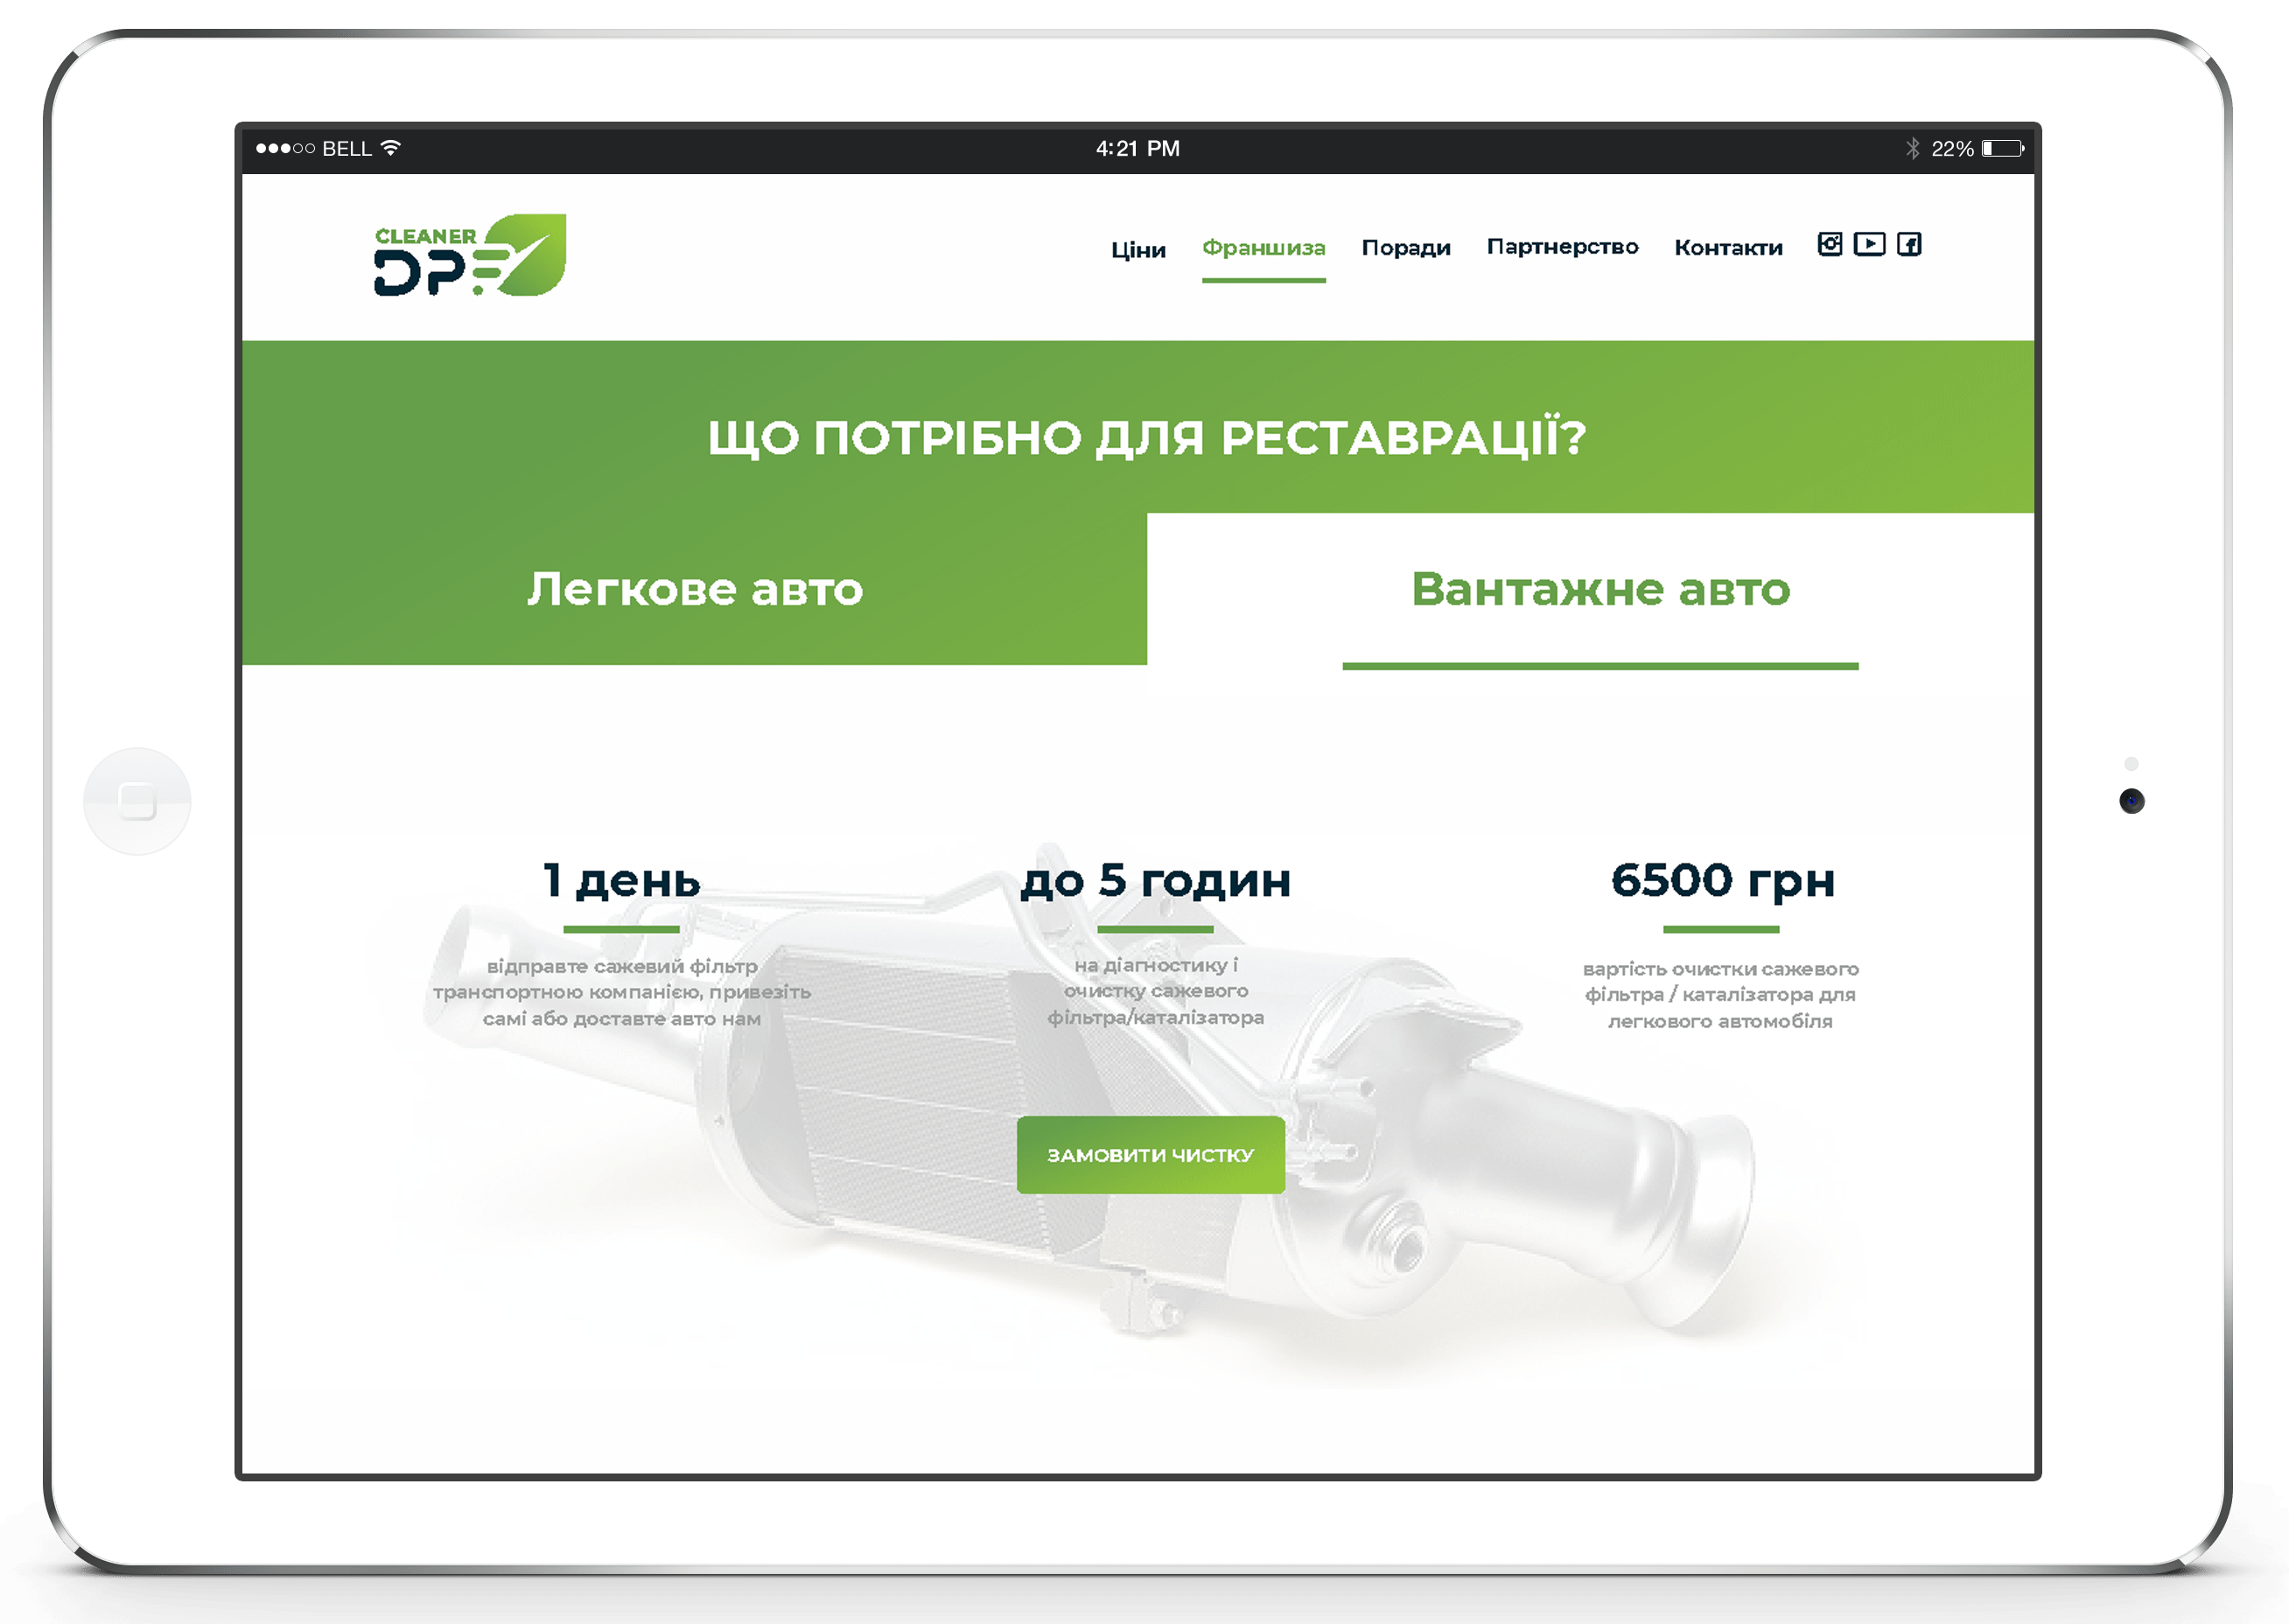 BELL
4:21 PM
22%
CLEANER
DPF
Ціни Франшиза Поради Партнерство Контакти
ЩО ПОТРІБНО ДЛЯ РЕСТАВРАЦІЇ?
Легкове авто
Вантажне авто
1 день
відправте сажевий фільтр
транспортною компанією, привезіть
самі або доставте авто нам
до 5 годин
на діагностику і
очистку сажевого
фільтра/каталізатора
6500 грн
вартість очистки сажевого
фільтра / каталізатора для
легкового автомобіля
ЗАМОВИТИ ЧИСТКУ